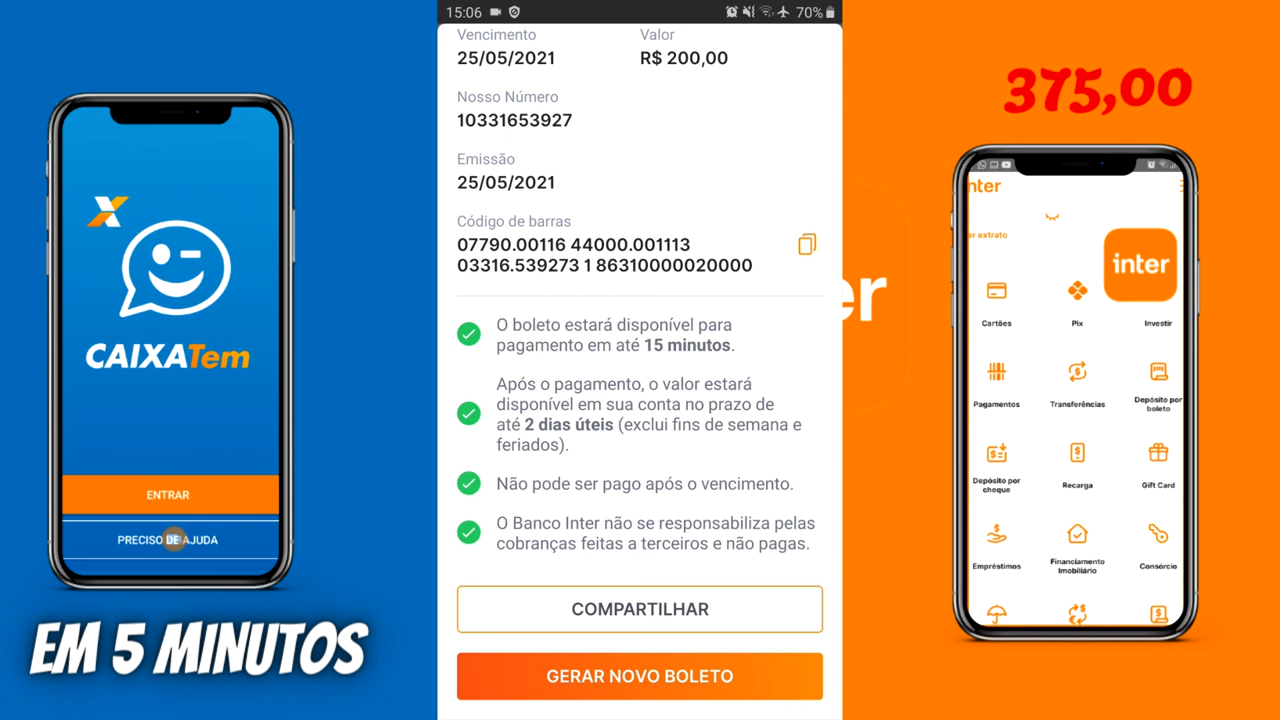 CAIXATem
ENTRAR
PRECISO DE AJUDA
EM 5 MINUTOS
15:06
70%
Vencimento
Valor
25/05/2021
R$ 200,00
Nosso Número
10331653927
Emissão
25/05/2021
Código de barras
07790.00116 44000.001113
03316.539273 1 86310000020000
O boleto estará disponível para
pagamento em até 15 minutos.
Após o pagamento, o valor estará
disponível em sua conta no prazo de
até 2 dias úteis (exclui fins de semana e
feriados).
Não pode ser pago após o vencimento.
O Banco Inter não se responsabiliza pelas
cobranças feitas a terceiros e não pagas.
COMPARTILHAR
GERAR NOVO BOLETO
er
375,00
nter
er extrato
inter
Cartões
Pix
Investir
Pagamentos
Transferências
Depósito por
boleto
Depósito por
cheque
Recarga
Gift Card
Empréstimos
Financiamento
Imobiliário
Consórcio